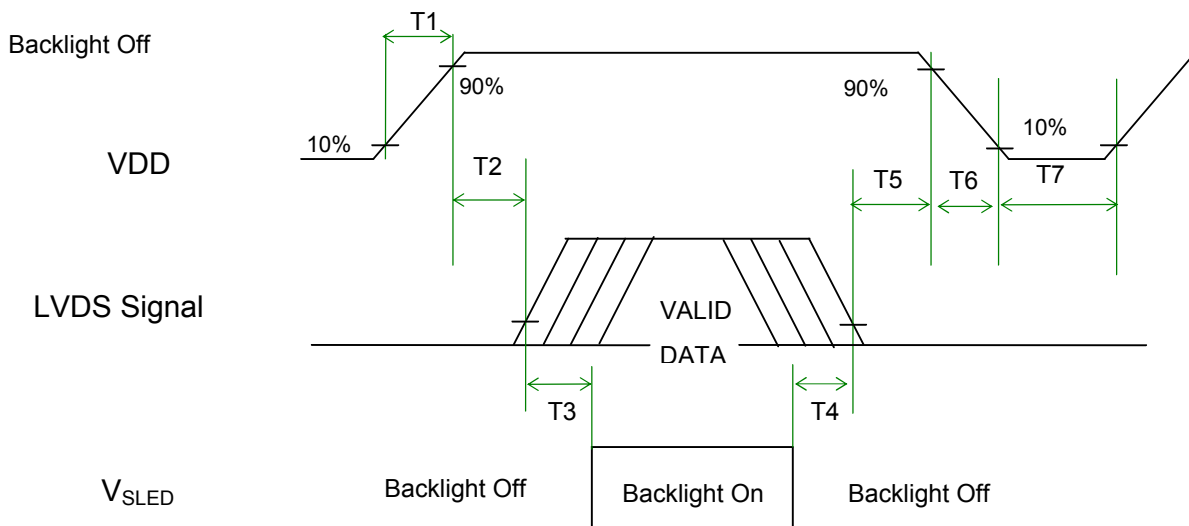 T1
Backlight Off
90%
90%
10%
10%
VDD
T2
T5
T6
T7
LVDS Signal
VALID
DATA
T3
T4
VSLED
Backlight Off
Backlight On
Backlight Off